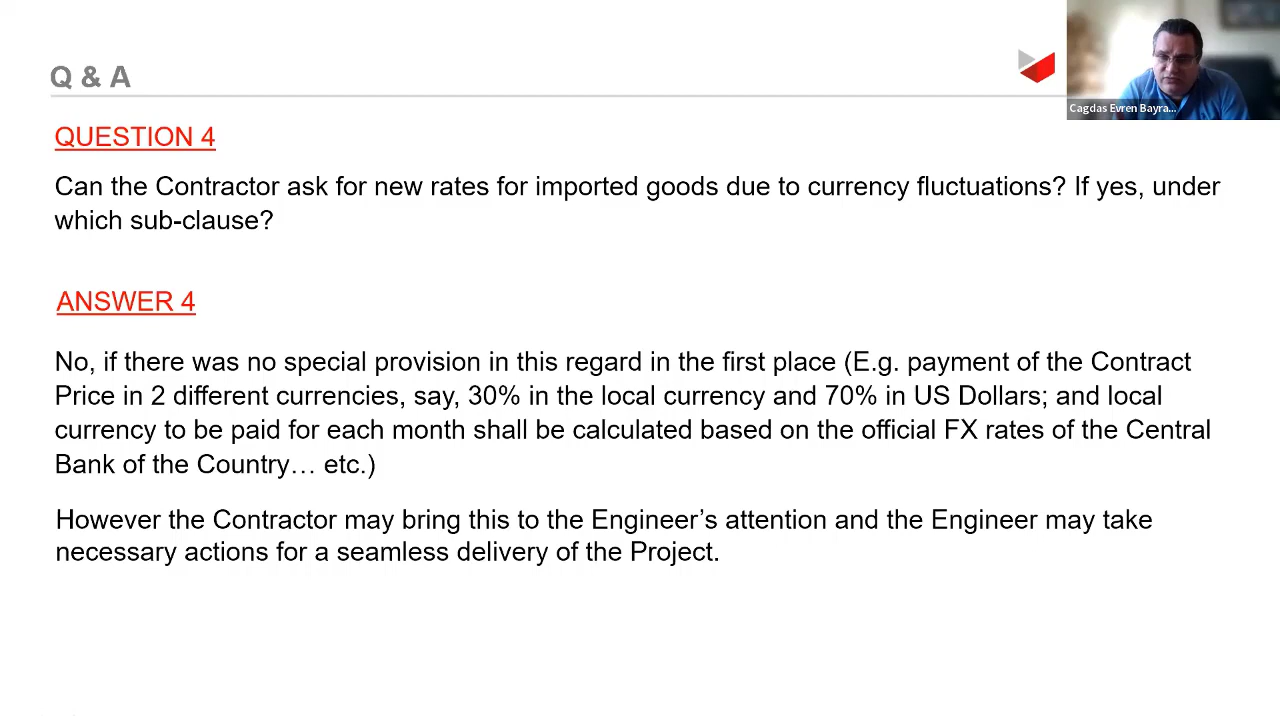 Q & A
Cagdas Evren Bayra...
QUESTION 4
Can the Contractor ask for new rates for imported goods due to currency fluctuations? If yes, under
which sub-clause?
ANSWER 4
No, if there was no special provision in this regard in the first place (E.g. payment of the Contract
Price in 2 different currencies, say, 30% in the local currency and 70% in US Dollars; and local
currency to be paid for each month shall be calculated based on the official FX rates of the Central
Bank of the Country… etc.)
However the Contractor may bring this to the Engineer’s attention and the Engineer may take
necessary actions for a seamless delivery of the Project.